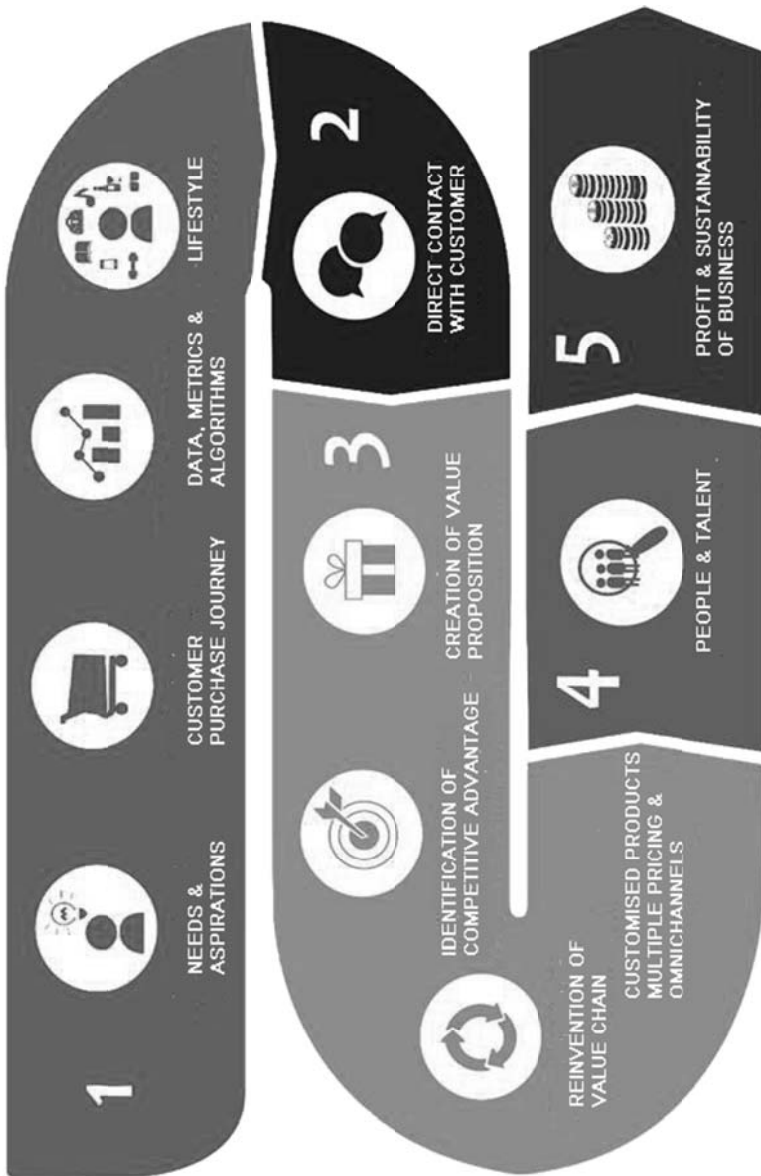 1
NEEDS &
ASPIRATIONS
CUSTOMER
PURCHASE JOURNEY
DATA, METRICS &
ALGORITHMS
LIFESTYLE
2
DIRECT CONTACT
WITH CUSTOMER
3
CREATION OF VALUE
PROPOSITION
IDENTIFICATION OF
COMPETITIVE ADVANTAGE
REINVENTION OF
VALUE CHAIN
CUSTOMISED PRODUCTS
MULTIPLE PRICING &
OMNICHANNELS
4
PEOPLE & TALENT
5
PROFIT & SUSTAINABILITY
OF BUSINESS